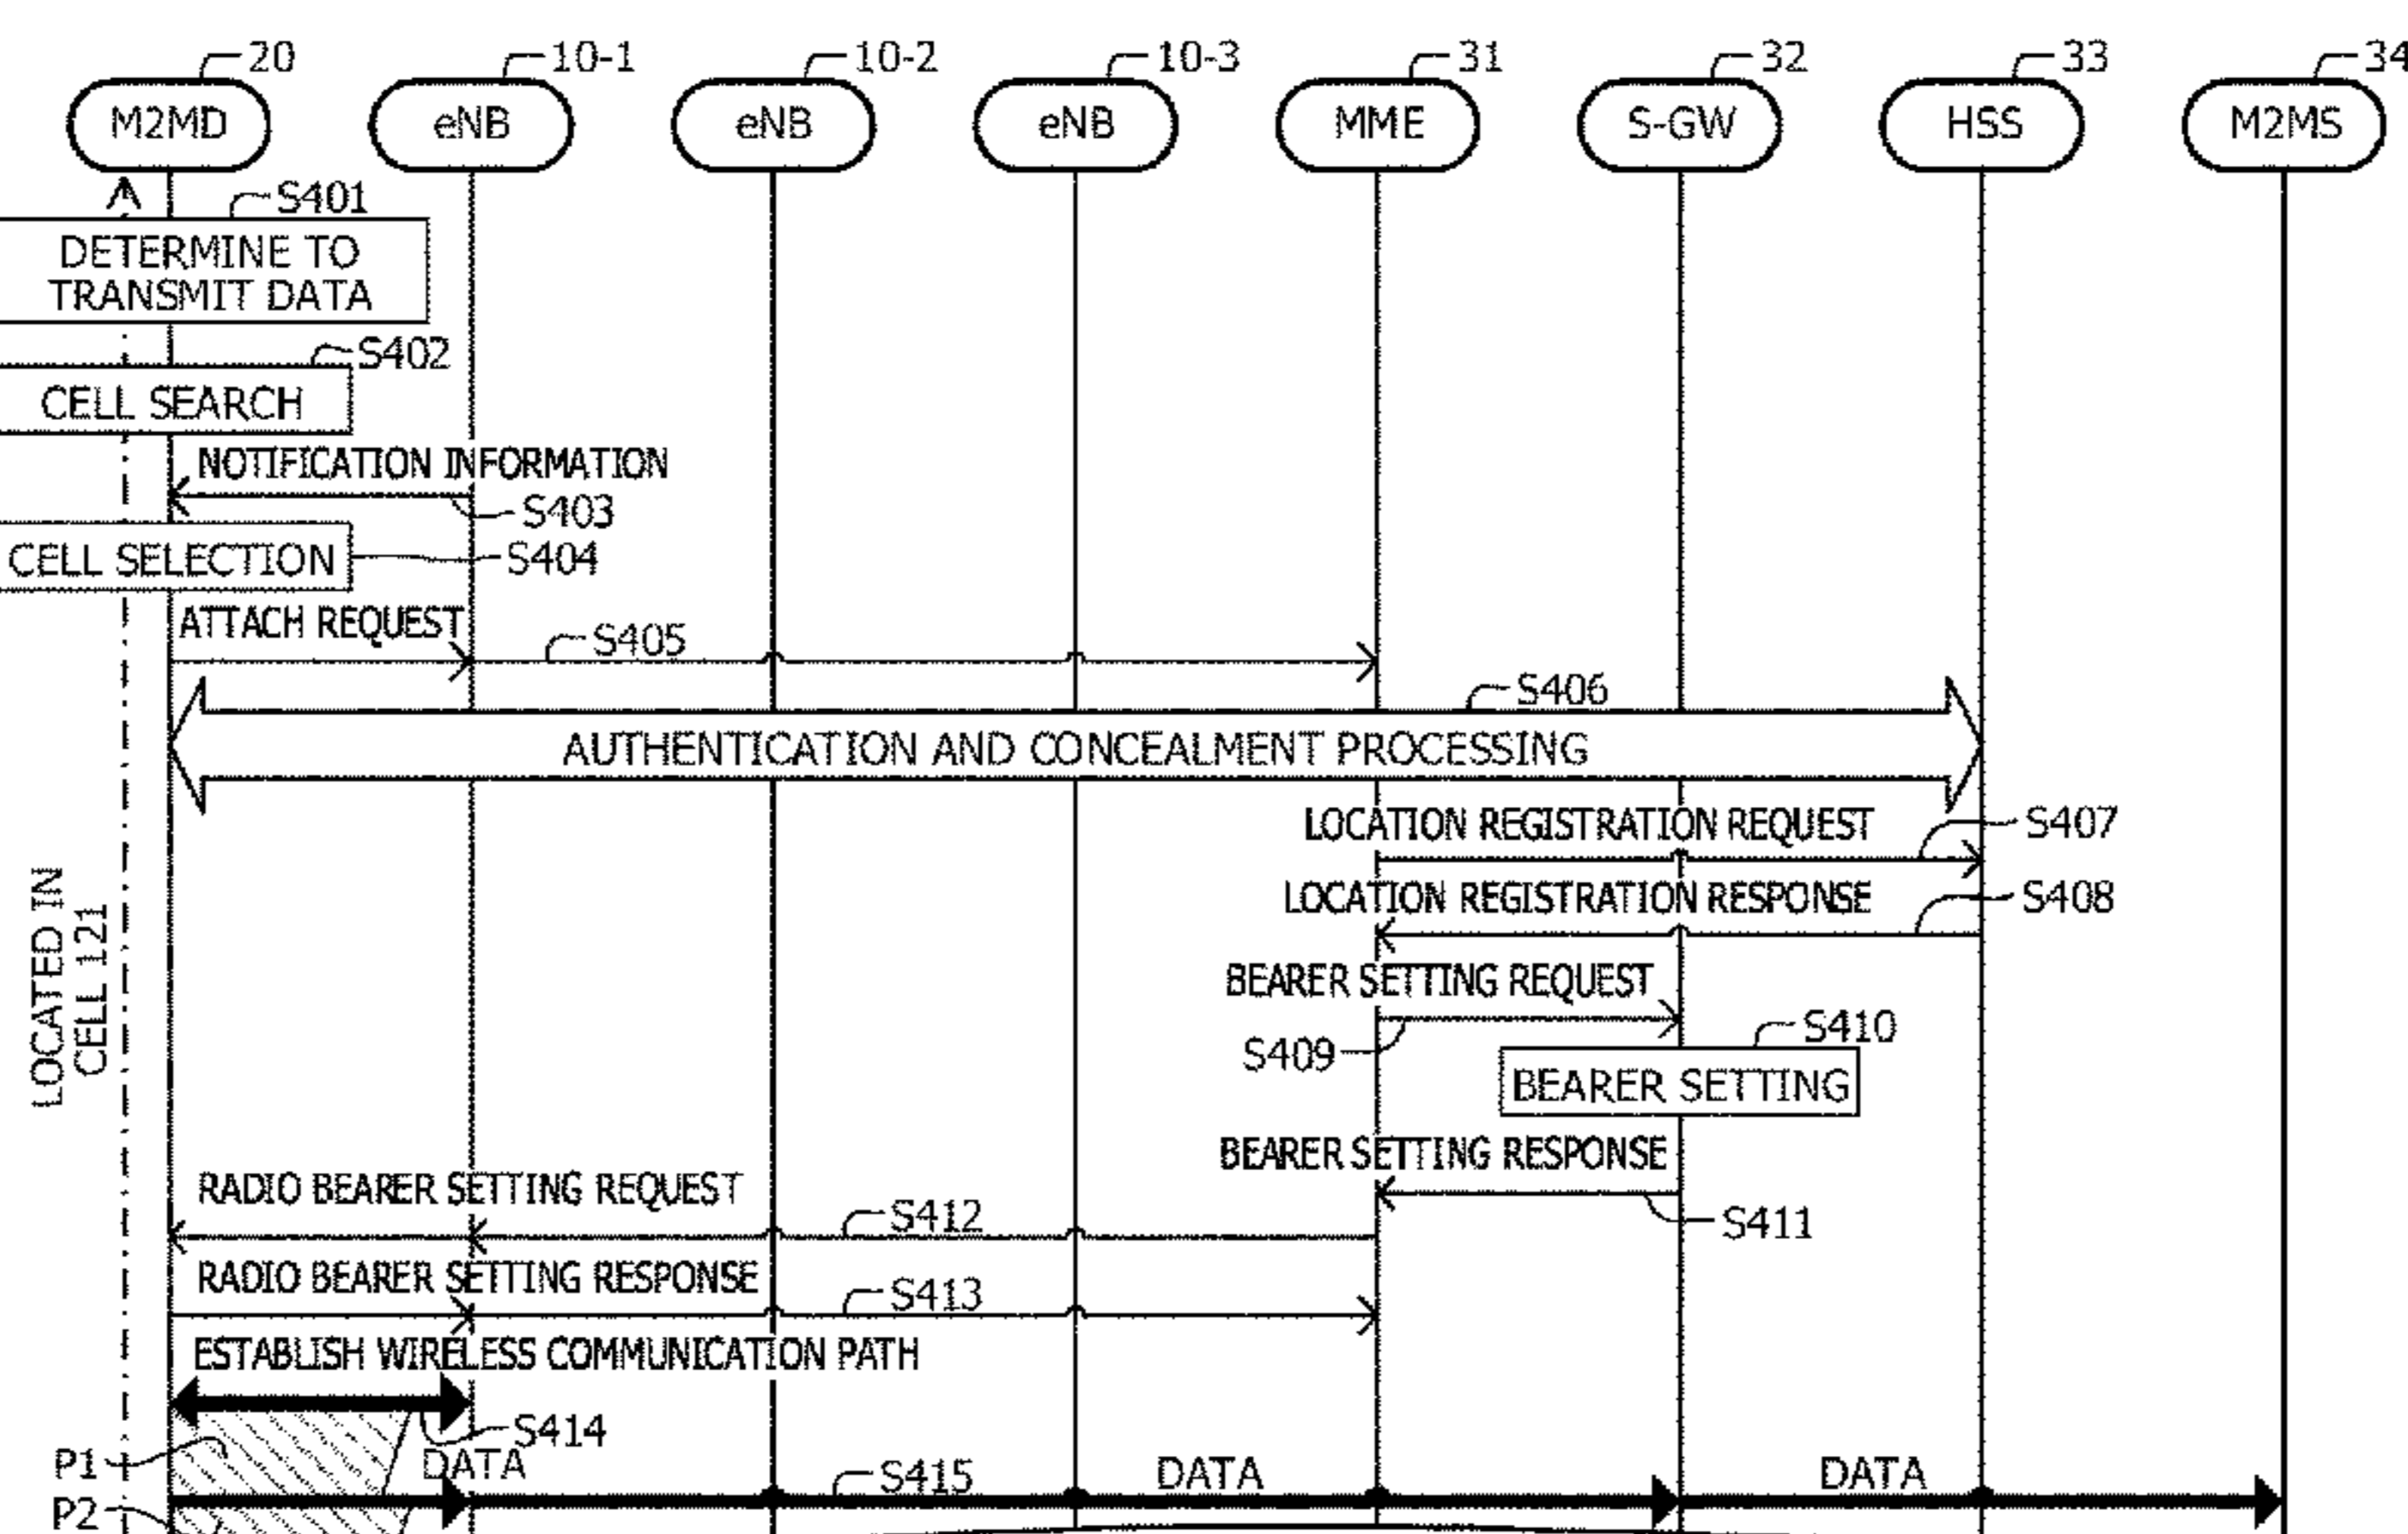 20
10-1
10-2
10-3
31
32
33
34
M2MD
eNB
eNB
eNB
MME
S-GW
HSS
M2MS
S401
DETERMINE TO
TRANSMIT DATA
S402
CELL SEARCH
NOTIFICATION INFORMATION
S403
CELL SELECTION
S404
ATTACH REQUEST
S405
S406
AUTHENTICATION AND CONCEALMENT PROCESSING
LOCATION REGISTRATION REQUEST
S407
LOCATION REGISTRATION RESPONSE
S408
LOCATED IN
CELL 121
BEARER SETTING REQUEST
S409
S410
BEARER SETTING
BEARER SETTING RESPONSE
S411
RADIO BEARER SETTING REQUEST
S412
RADIO BEARER SETTING RESPONSE
S413
ESTABLISH WIRELESS COMMUNICATION PATH
S414
P1
DATA
S415
DATA
DATA
P2